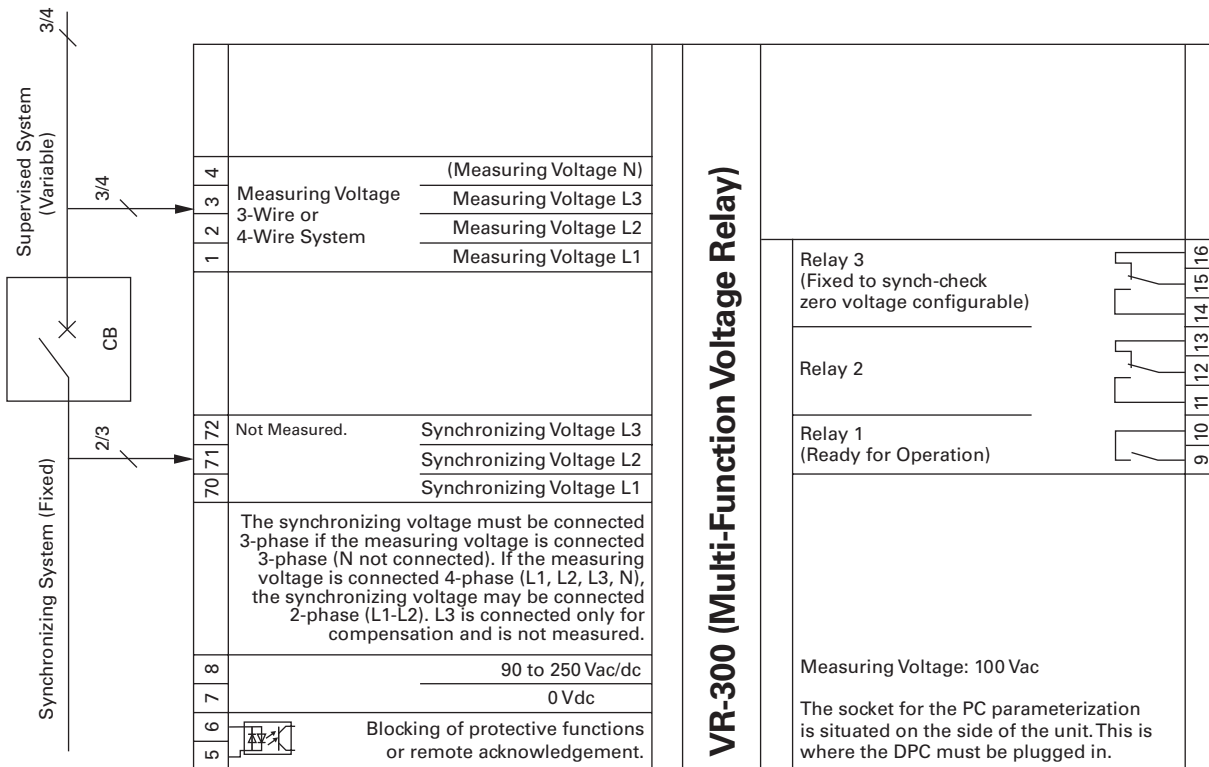 3/4
Supervised System
(Variable)
3/4
CB
2/3
Synchronizing System (Fixed)
4
(Measuring Voltage N)
3
Measuring Voltage L3
2
Measuring Voltage L2
1
Measuring Voltage L1
Measuring Voltage
3-Wire or
4-Wire System
72
Not Measured.
Synchronizing Voltage L3
71
Synchronizing Voltage L2
70
Synchronizing Voltage L1
The synchronizing voltage must be connected
3-phase if the measuring voltage is connected
3-phase (N not connected). If the measuring
voltage is connected 4-phase (L1, L2, L3, N),
the synchronizing voltage may be connected
2-phase (L1-L2). L3 is connected only for
compensation and is not measured.
8
90 to 250 Vac/dc
7
0 Vdc
6
5
Blocking of protective functions
or remote acknowledgement.
VR-300 (Multi-Function Voltage Relay)
Relay 3
(Fixed to synch-check
zero voltage configurable)
16
15
14
Relay 2
13
12
11
Relay 1
(Ready for Operation)
10
9
Measuring Voltage: 100 Vac
The socket for the PC parameterization
is situated on the side of the unit. This is
where the DPC must be plugged in.